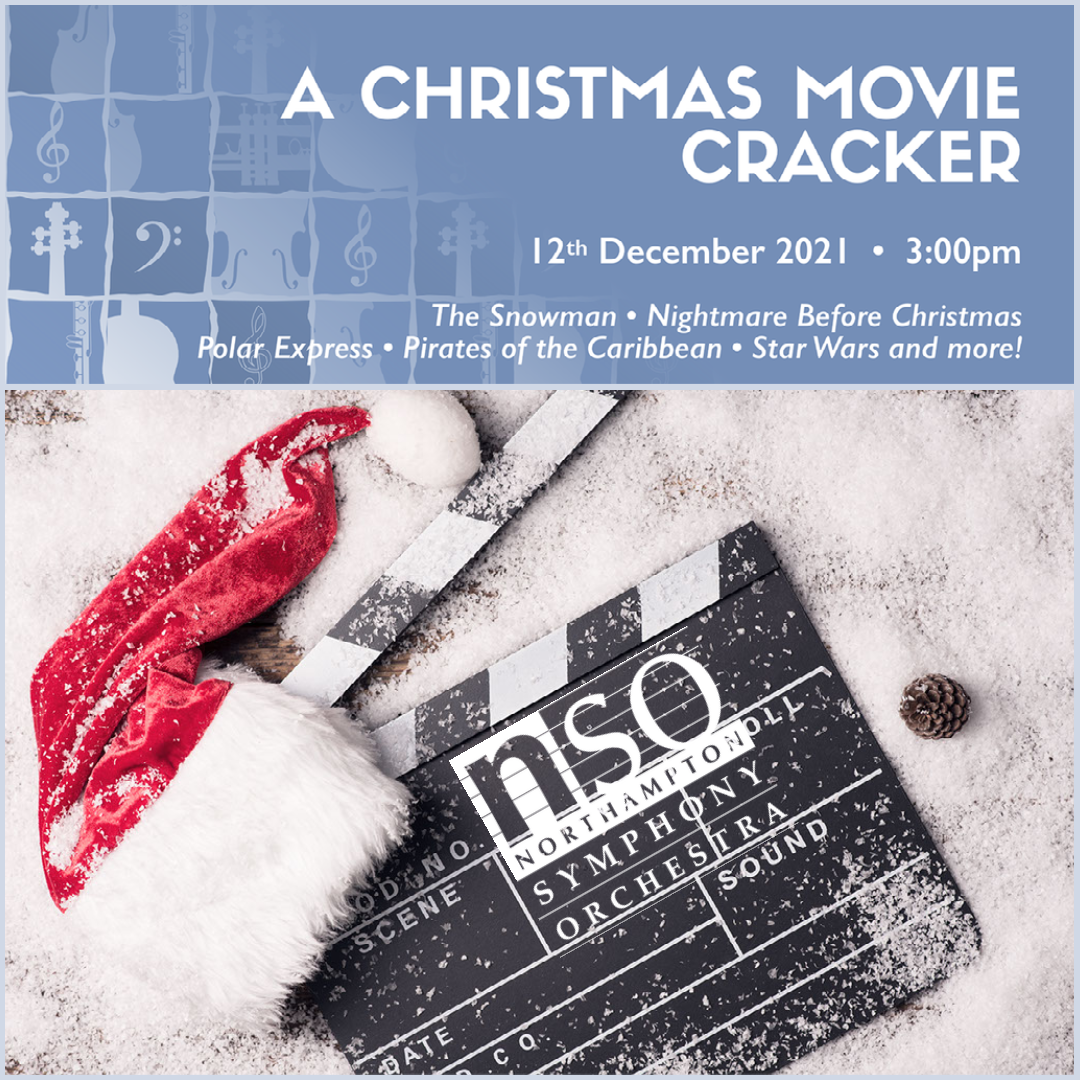 A CHRISTMAS MOVIE
CRACKER
12th December 2021 • 3:00pm
The Snowman • Nightmare Before Christmas
Polar Express • Pirates of the Caribbean • Star Wars and more!
nso
NORTHAMPTON
SYMPHONY
ORCHESTRA
SOUND
SCENE
DATE